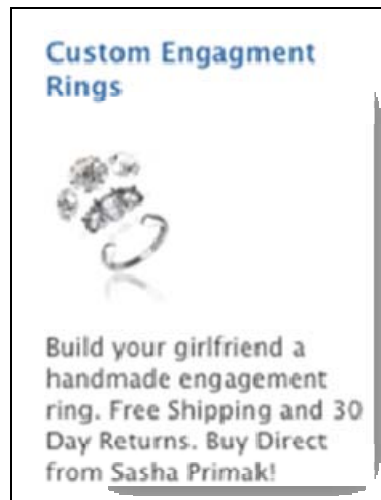 Custom Engagment
Rings
Build your girlfriend a
handmade engagement
ring. Free Shipping and 30
Day Returns. Buy Direct
from Sasha Primak!